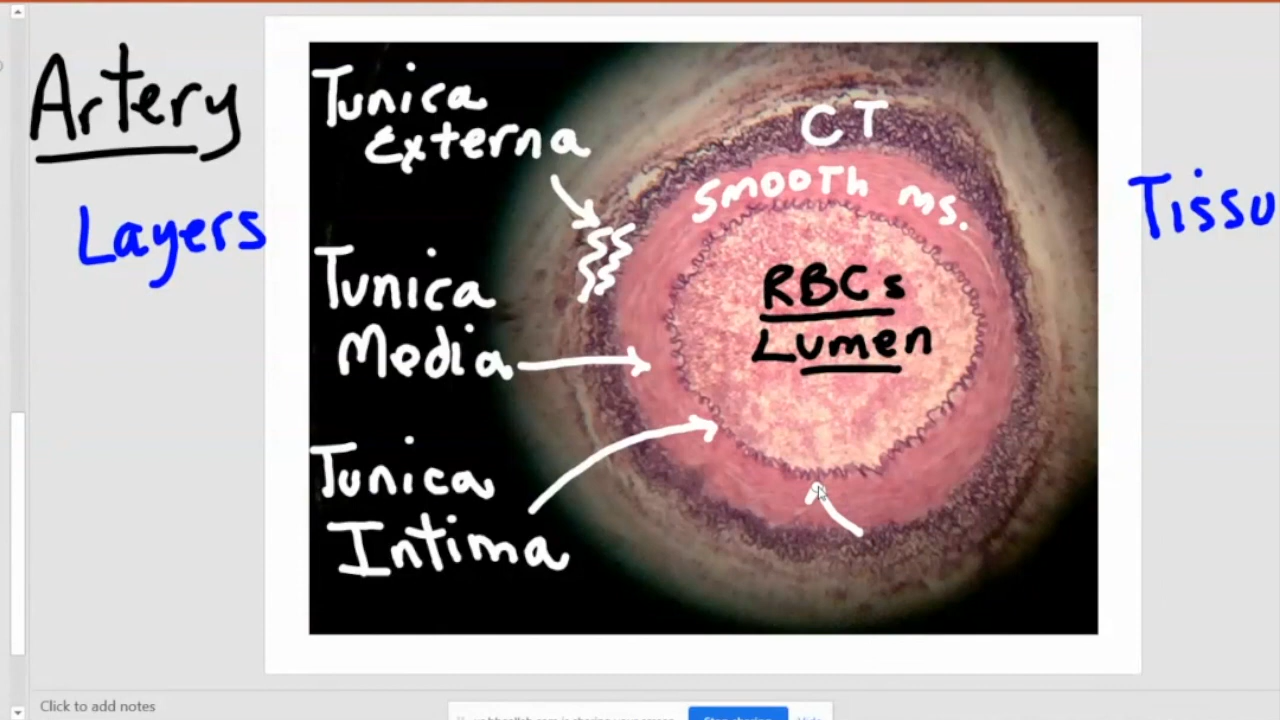 Artery
Layers
Tunica
Externa
CT
Smooth ms.
Tunica
Media
RBCs
Lumen
Tunica
Intima
Tissu
Click to add notes